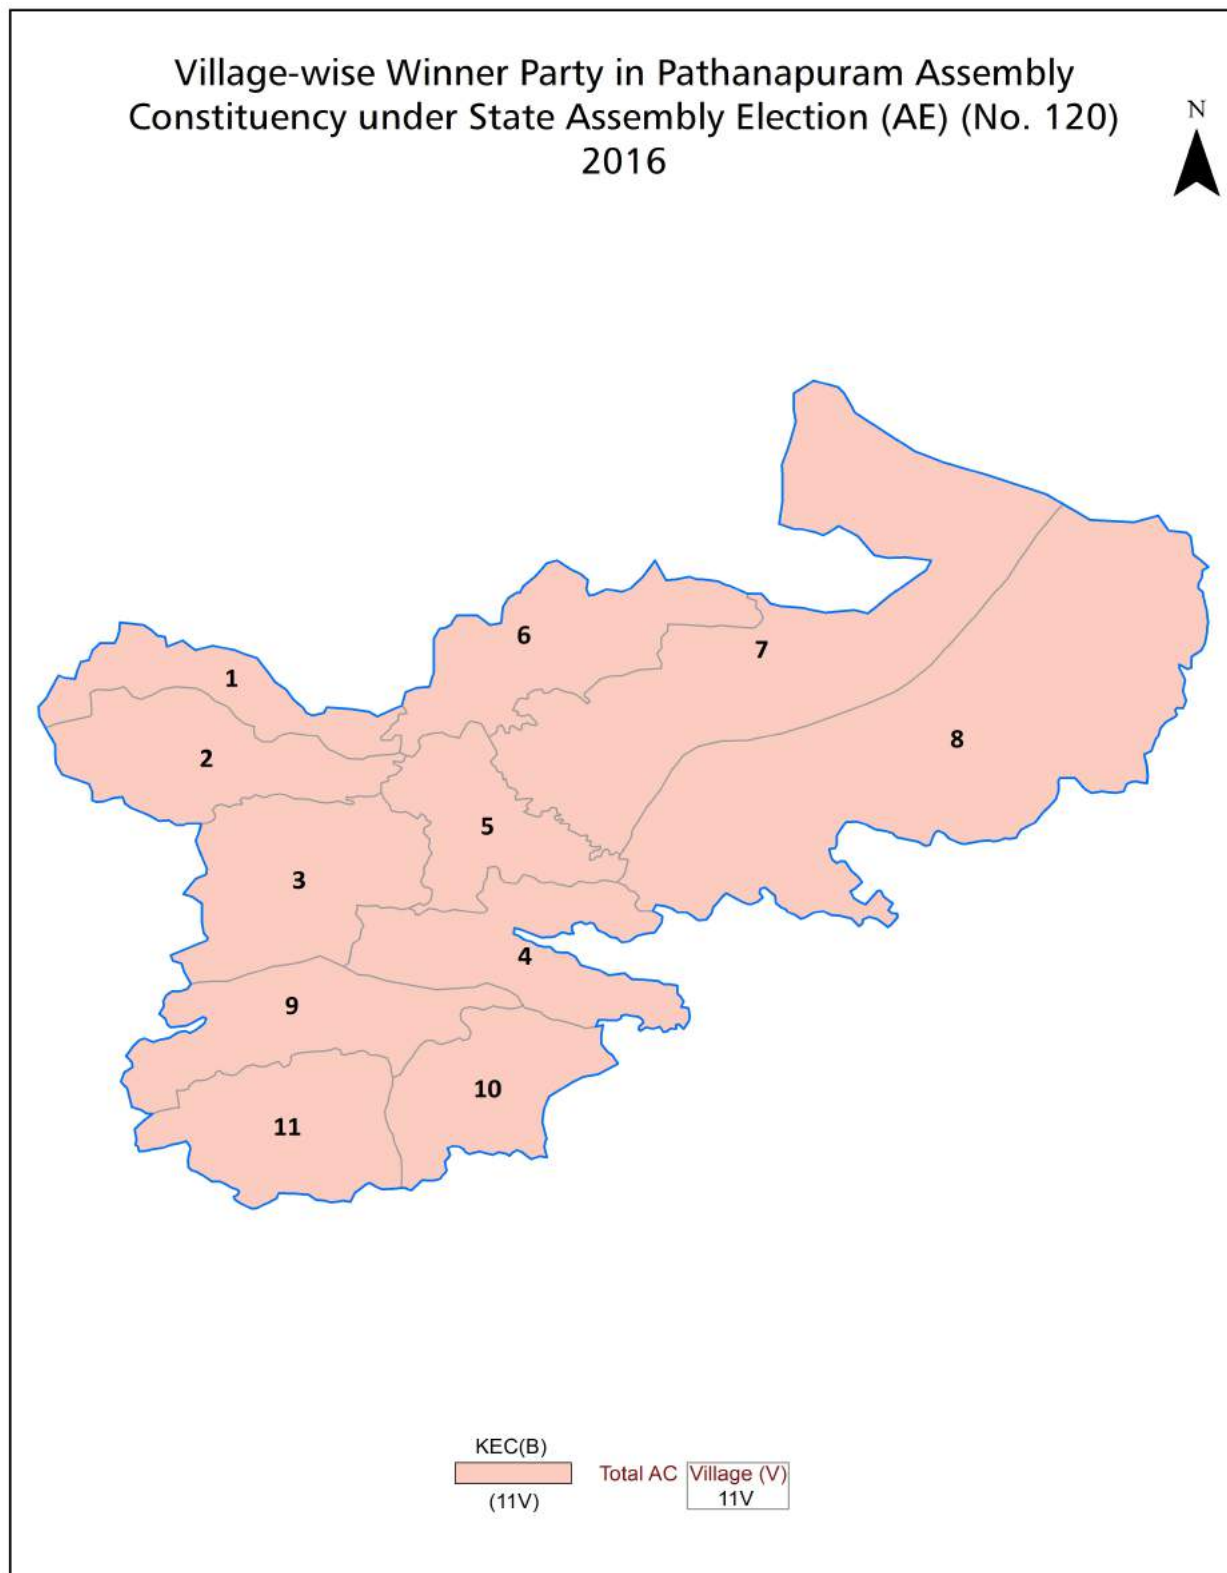 Village-wise Winner Party in Pathanapuram Assembly
Constituency under State Assembly Election (AE) (No. 120)
2016
N
6
7
1
8
2
5
3
4
9
10
11
KEC(B)
Total AC Village (V)
(11V) 11V